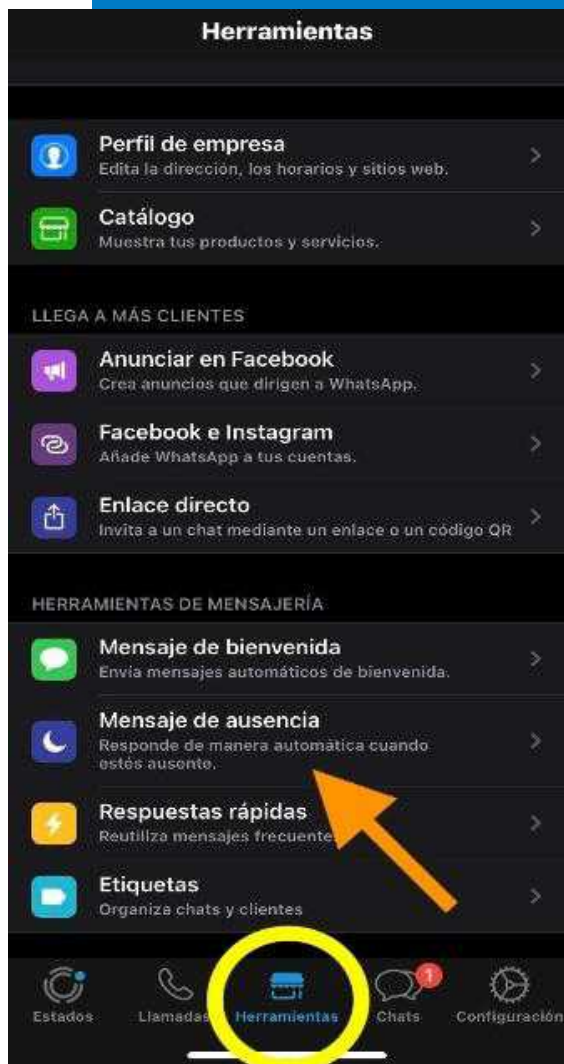 Herramientas
Perfil de empresa
Edita la dirección, los horarios y sitios web.
Catálogo
Muestra tus productos y servicios.
LLEGA A MÁS CLIENTES
Anunciar en Facebook
Crea anuncios que dirigen a WhatsApp.
Facebook e Instagram
Añade WhatsApp a tus cuentas.
Enlace directo
Invita a un chat mediante un enlace o un código QR
HERRAMIENTAS DE MENSAJERÍA
Mensaje de bienvenida
Envía mensajes automáticos de bienvenida.
Mensaje de ausencia
Responde de manera automática cuando
estés ausente.
Respuestas rápidas
Reutiliza mensajes frecuente
Etiquetas
Organiza chats y clientes
1
Estados Llamadas Herramientas Chats Configuración